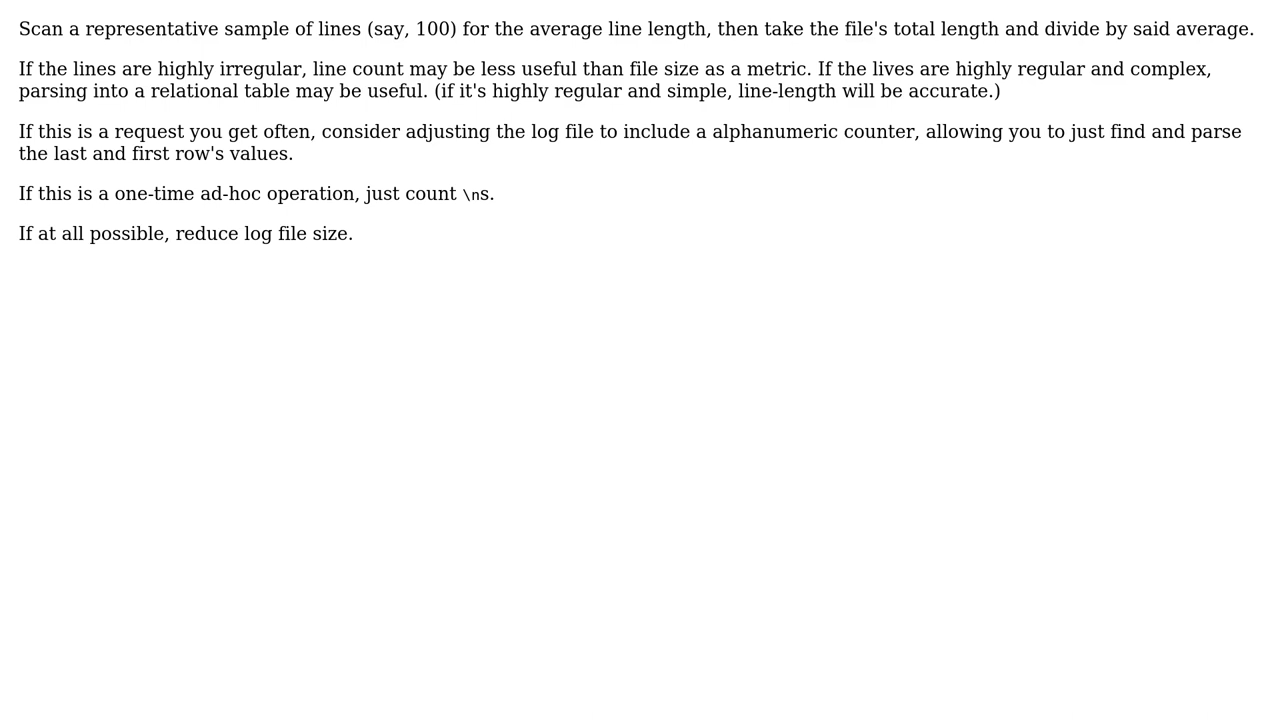 Scan a representative sample of lines (say, 100) for the average line length, then take the file's total length and divide by said average.
If the lines are highly irregular, line count may be less useful than file size as a metric. If the lives are highly regular and complex,
parsing into a relational table may be useful. (if it's highly regular and simple, line-length will be accurate.)
If this is a request you get often, consider adjusting the log file to include a alphanumeric counter, allowing you to just find and parse
the last and first row's values.
If this is a one-time ad-hoc operation, just count \ns.
If at all possible, reduce log file size.